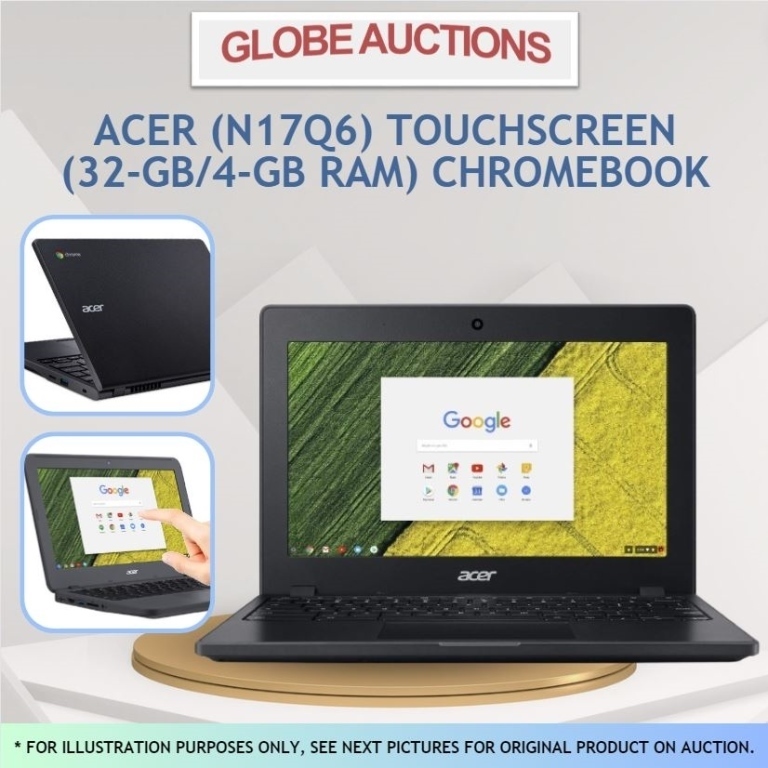 GLOBE AUCTIONS
ACER (N17Q6) TOUCHSCREEN
(32-GB/4-GB RAM) CHROMEBOOK
chrome
acer
Google
Google
acer
acer
* FOR ILLUSTRATION PURPOSES ONLY, SEE NEXT PICTURES FOR ORIGINAL PRODUCT ON AUCTION.